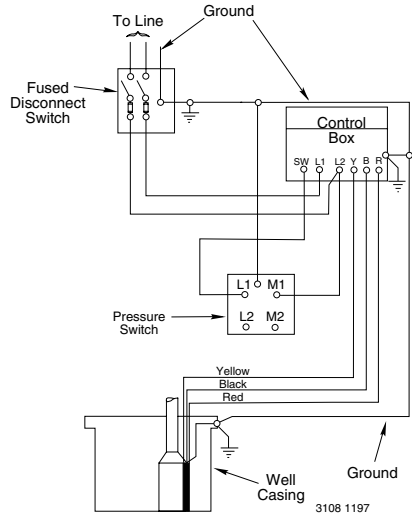 To Line
Ground
Fused
Disconnect
Switch
Control
Box
SW L1 L2 Y B R
L1 M1
L2 M2
Pressure
Switch
Yellow
Black
Red
Well
Casing
Ground
3108 1197